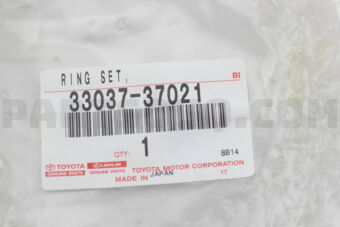 RING SET,
BI
33037-37021
QTY: 1
8B14
TOYOTA LEXUS TOYOTA MOTOR CORPORATION
GENUINE PARTS GENUINE PARTS 17
MADE IN JAPAN